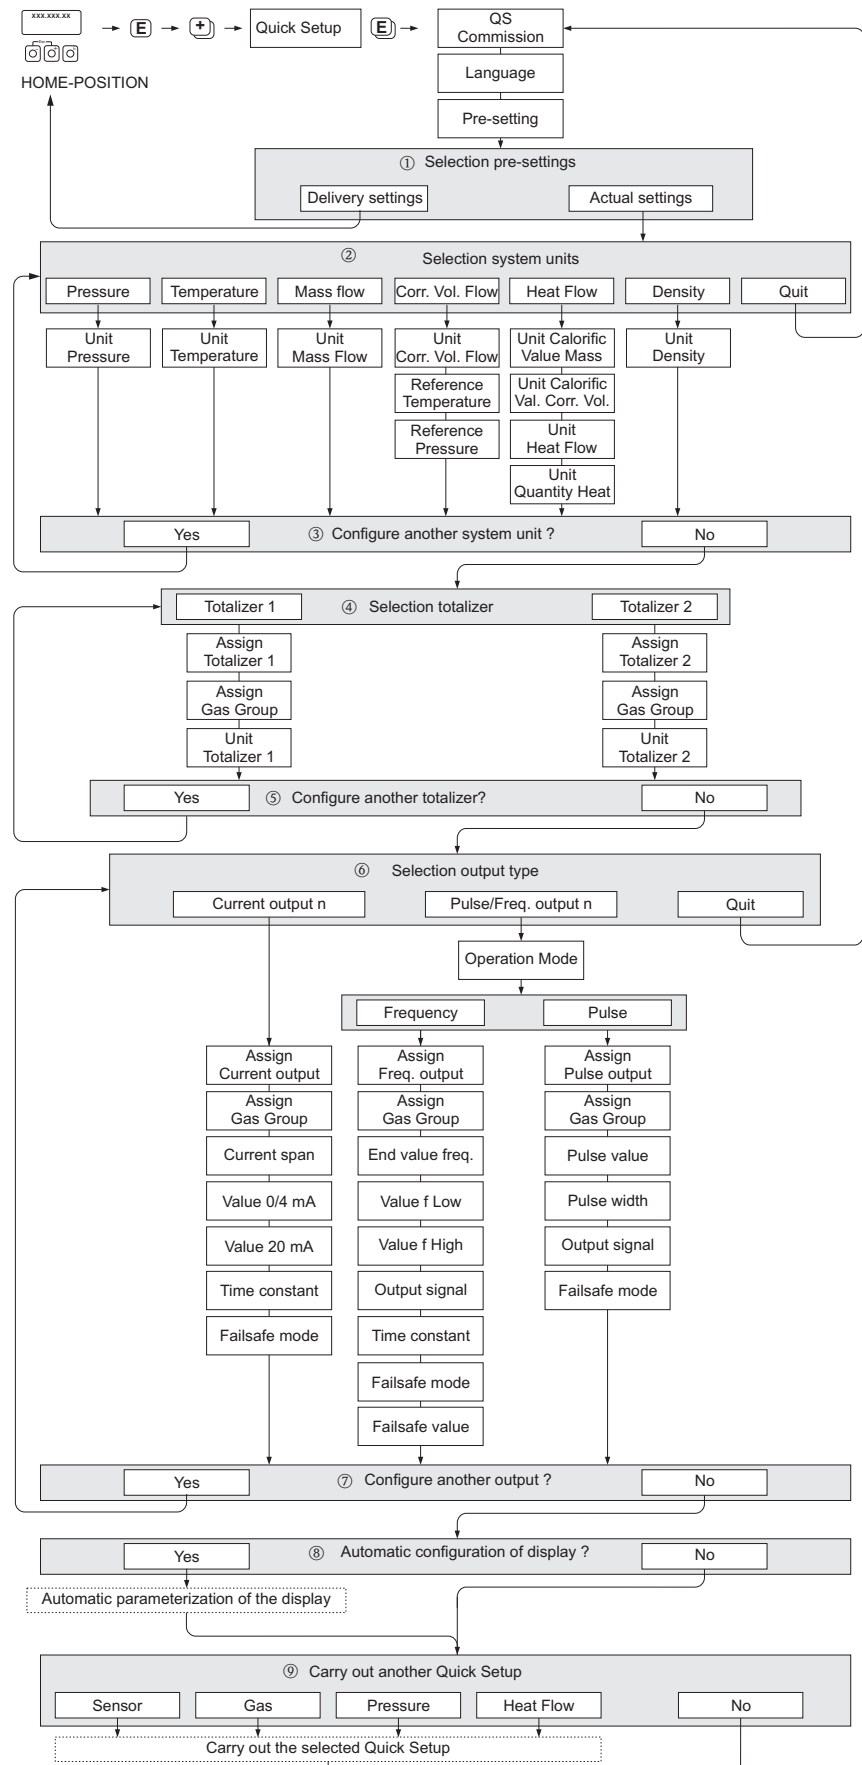 xxx.xxx.xx
Esc
E
+
Quick Setup
E
QS
Commission
HOME-POSITION
Language
Pre-setting
① Selection pre-settings
Delivery settings
Actual settings
② Selection system units
Pressure
Temperature
Mass flow
Corr. Vol. Flow
Heat Flow
Density
Quit
Unit
Pressure
Unit
Temperature
Unit
Mass Flow
Unit
Corr. Vol. Flow
Reference
Temperature
Reference
Pressure
Unit Calorific
Value Mass
Unit Calorific
Val. Corr. Vol.
Unit
Heat Flow
Unit
Quantity Heat
Unit
Density
Yes
③ Configure another system unit ?
No
Totalizer 1
④ Selection totalizer
Totalizer 2
Assign
Totalizer 1
Assign
Gas Group
Unit
Totalizer 1
Assign
Totalizer 2
Assign
Gas Group
Unit
Totalizer 2
Yes
⑤ Configure another totalizer?
No
⑥ Selection output type
Current output n
Pulse/Freq. output n
Quit
Operation Mode
Frequency
Pulse
Assign
Current output
Assign
Gas Group
Current span
Value 0/4 mA
Value 20 mA
Time constant
Failsafe mode
Assign
Freq. output
Assign
Gas Group
End value freq.
Value f Low
Value f High
Output signal
Time constant
Failsafe mode
Failsafe value
Assign
Pulse output
Assign
Gas Group
Pulse value
Pulse width
Output signal
Failsafe mode
Yes
⑦ Configure another output ?
No
Yes
⑧ Automatic configuration of display ?
No
Automatic parameterization of the display
⑨ Carry out another Quick Setup
Sensor
Gas
Pressure
Heat Flow
No
Carry out the selected Quick Setup